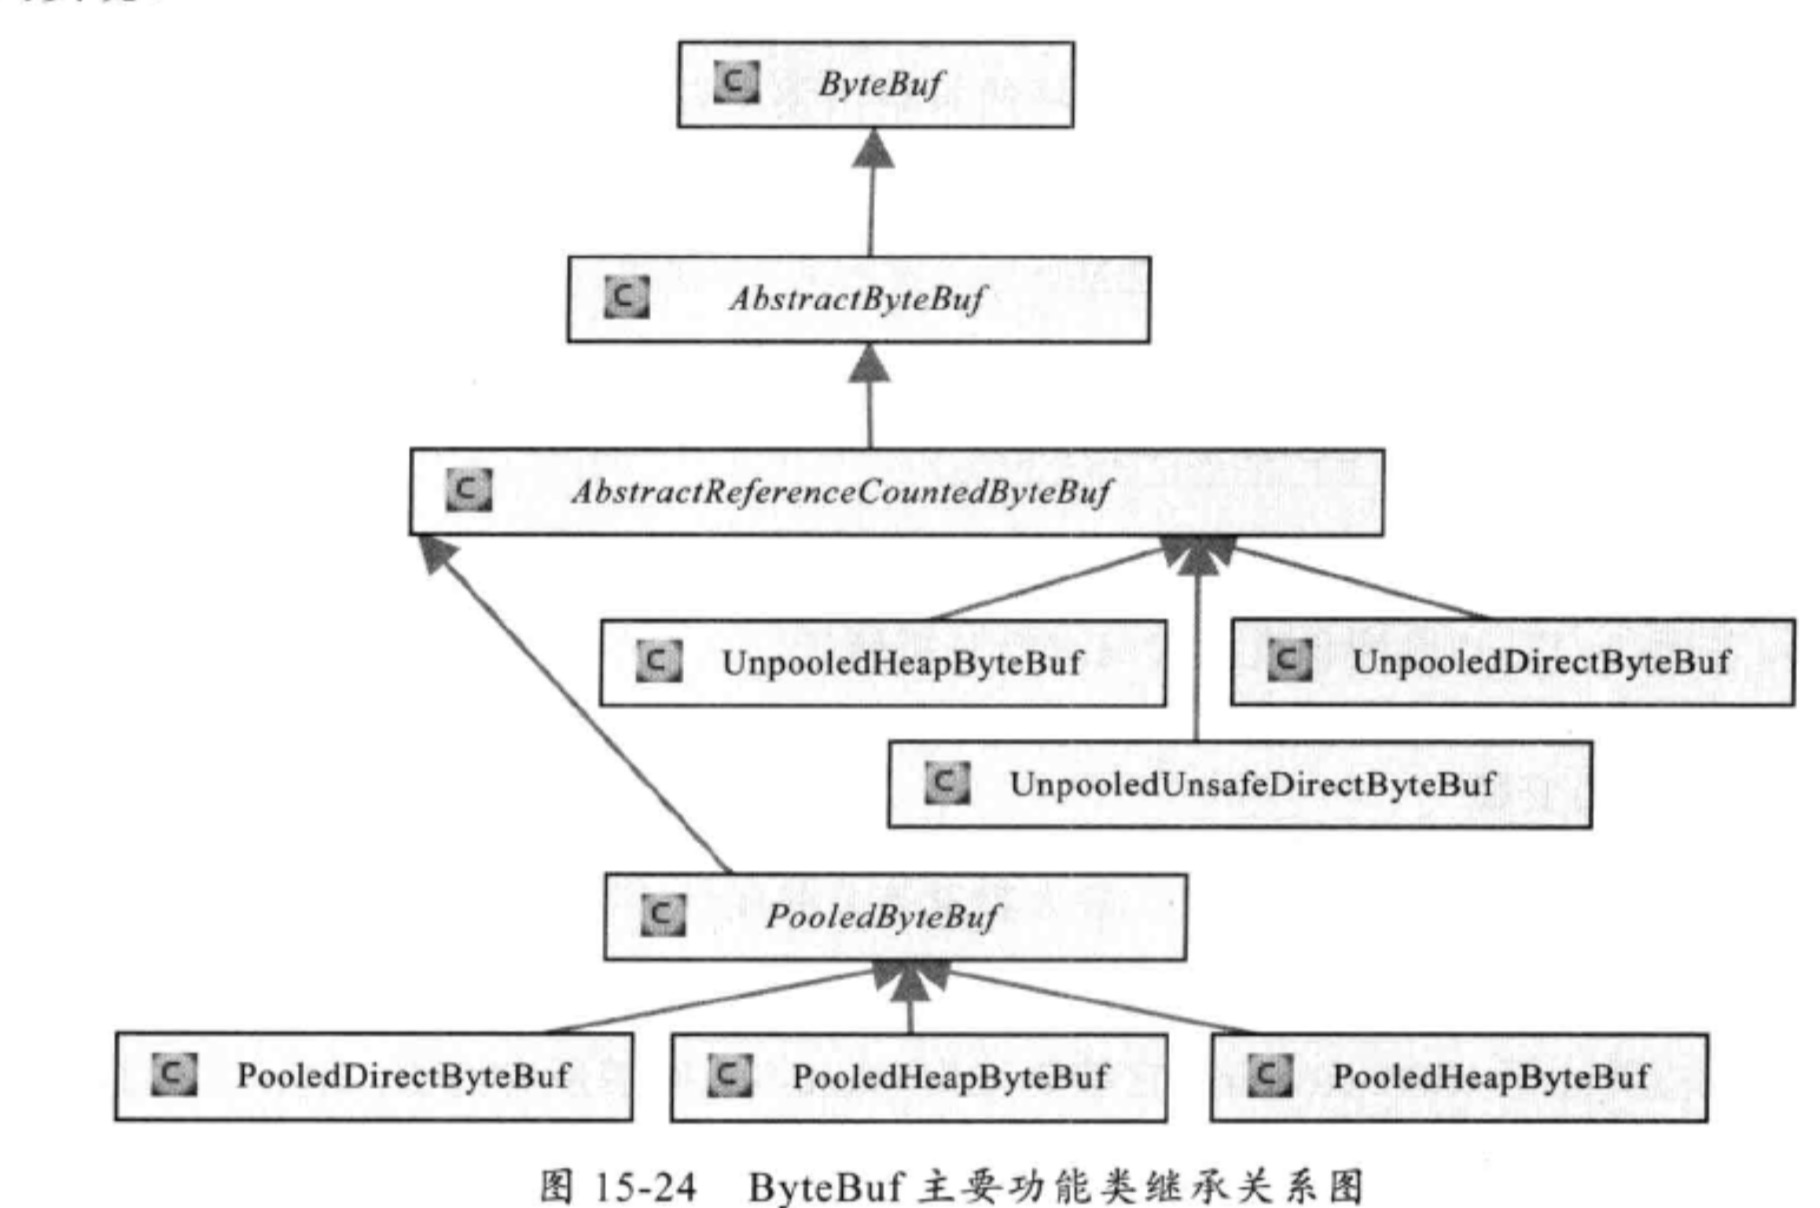 ByteBuf
AbstractByteBuf
AbstractReferenceCountedByteBuf
UnpooledHeapByteBuf
UnpooledDirectByteBuf
UnpooledUnsafeDirectByteBuf
PooledByteBuf
PooledDirectByteBuf
PooledHeapByteBuf
PooledHeapByteBuf
图 15-24 ByteBuf 主要功能类继承关系图